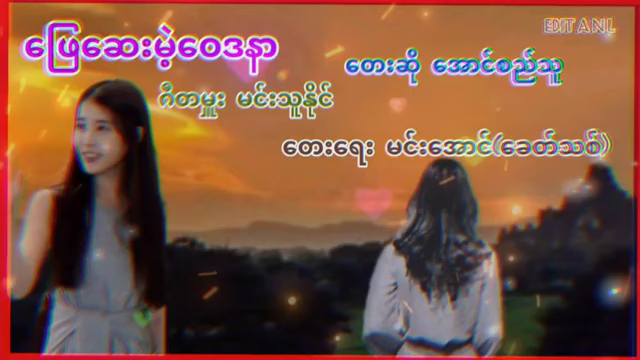 EDIT A N L
ဖြေဆေးမဲ့ဝေဒနာ
တေးဆို အောင်စည်သူ
ဂီတမှူး မင်းသူနိုင်
တေးရေး မင်းအောင်(ခေတ်သစ်)